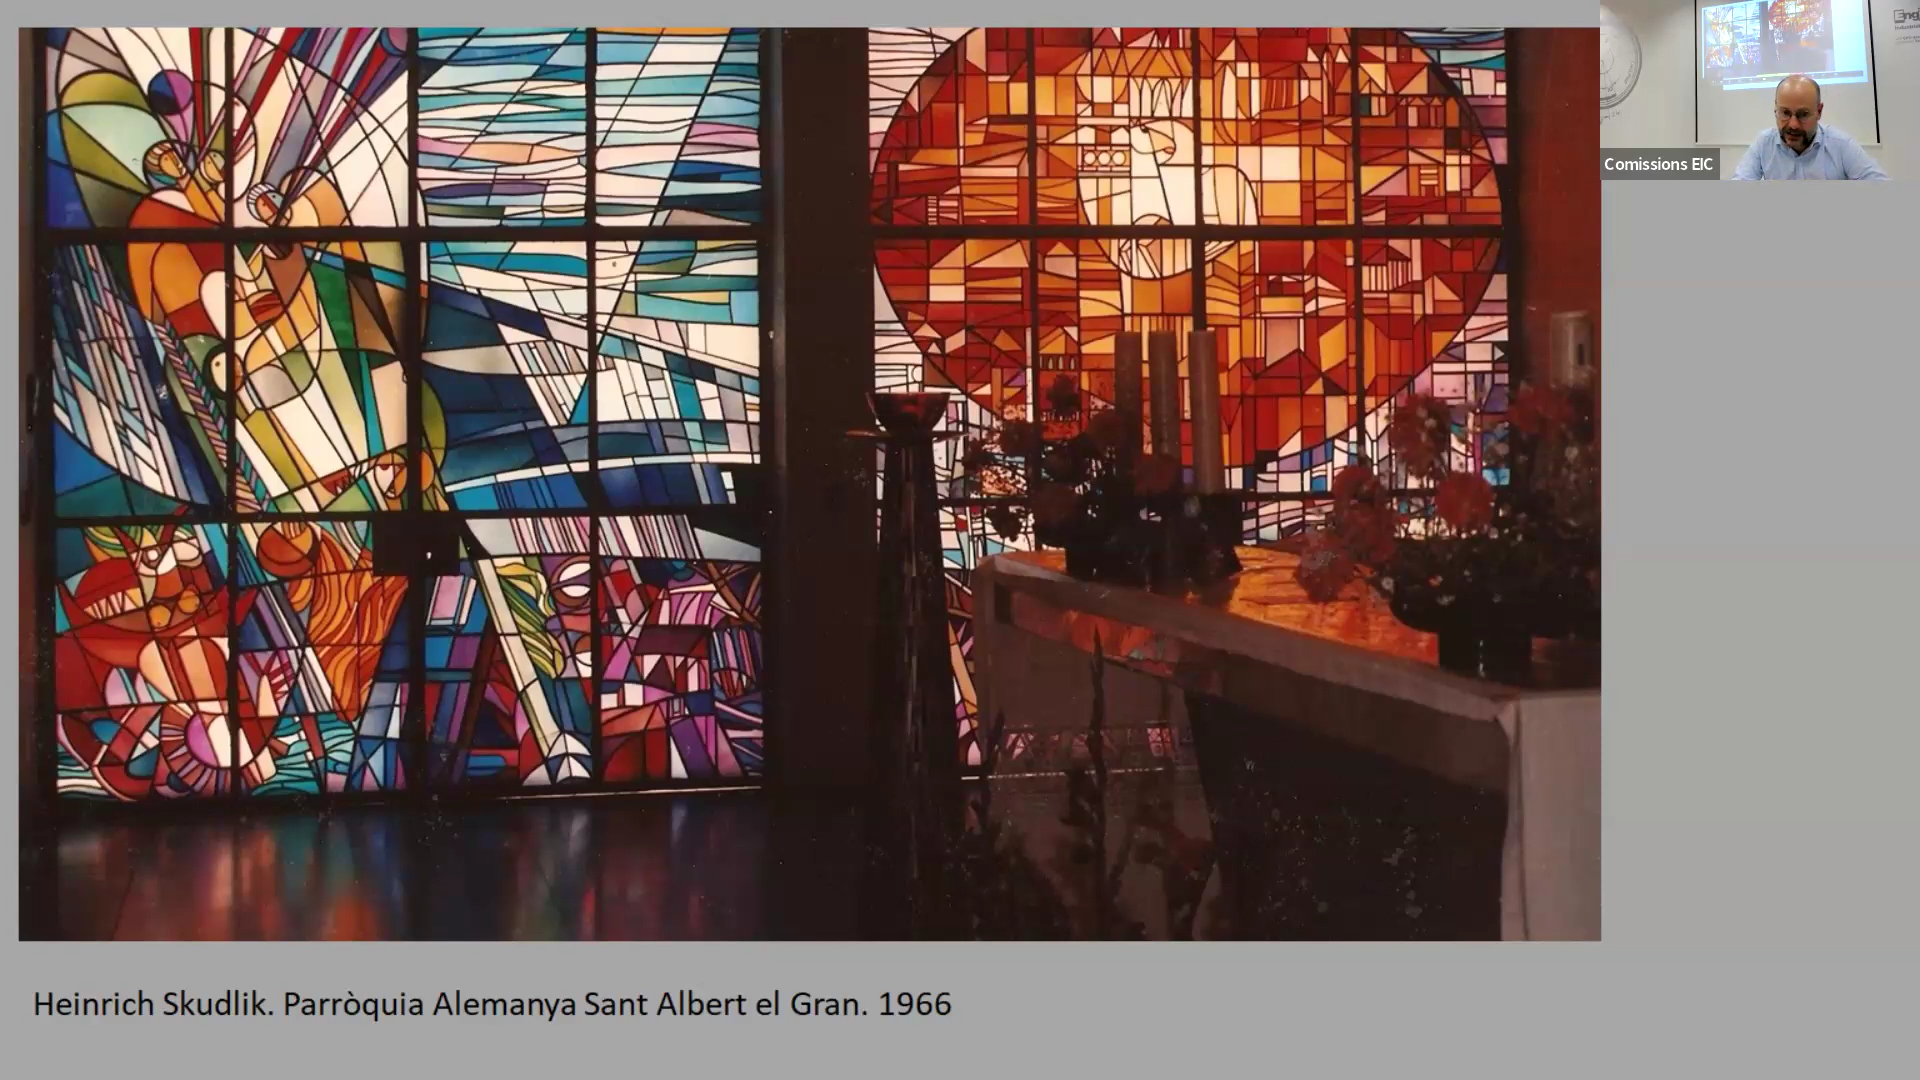 Comissions EIC
Heinrich Skudlik. Parròquia Alemanya Sant Albert el Gran. 1966